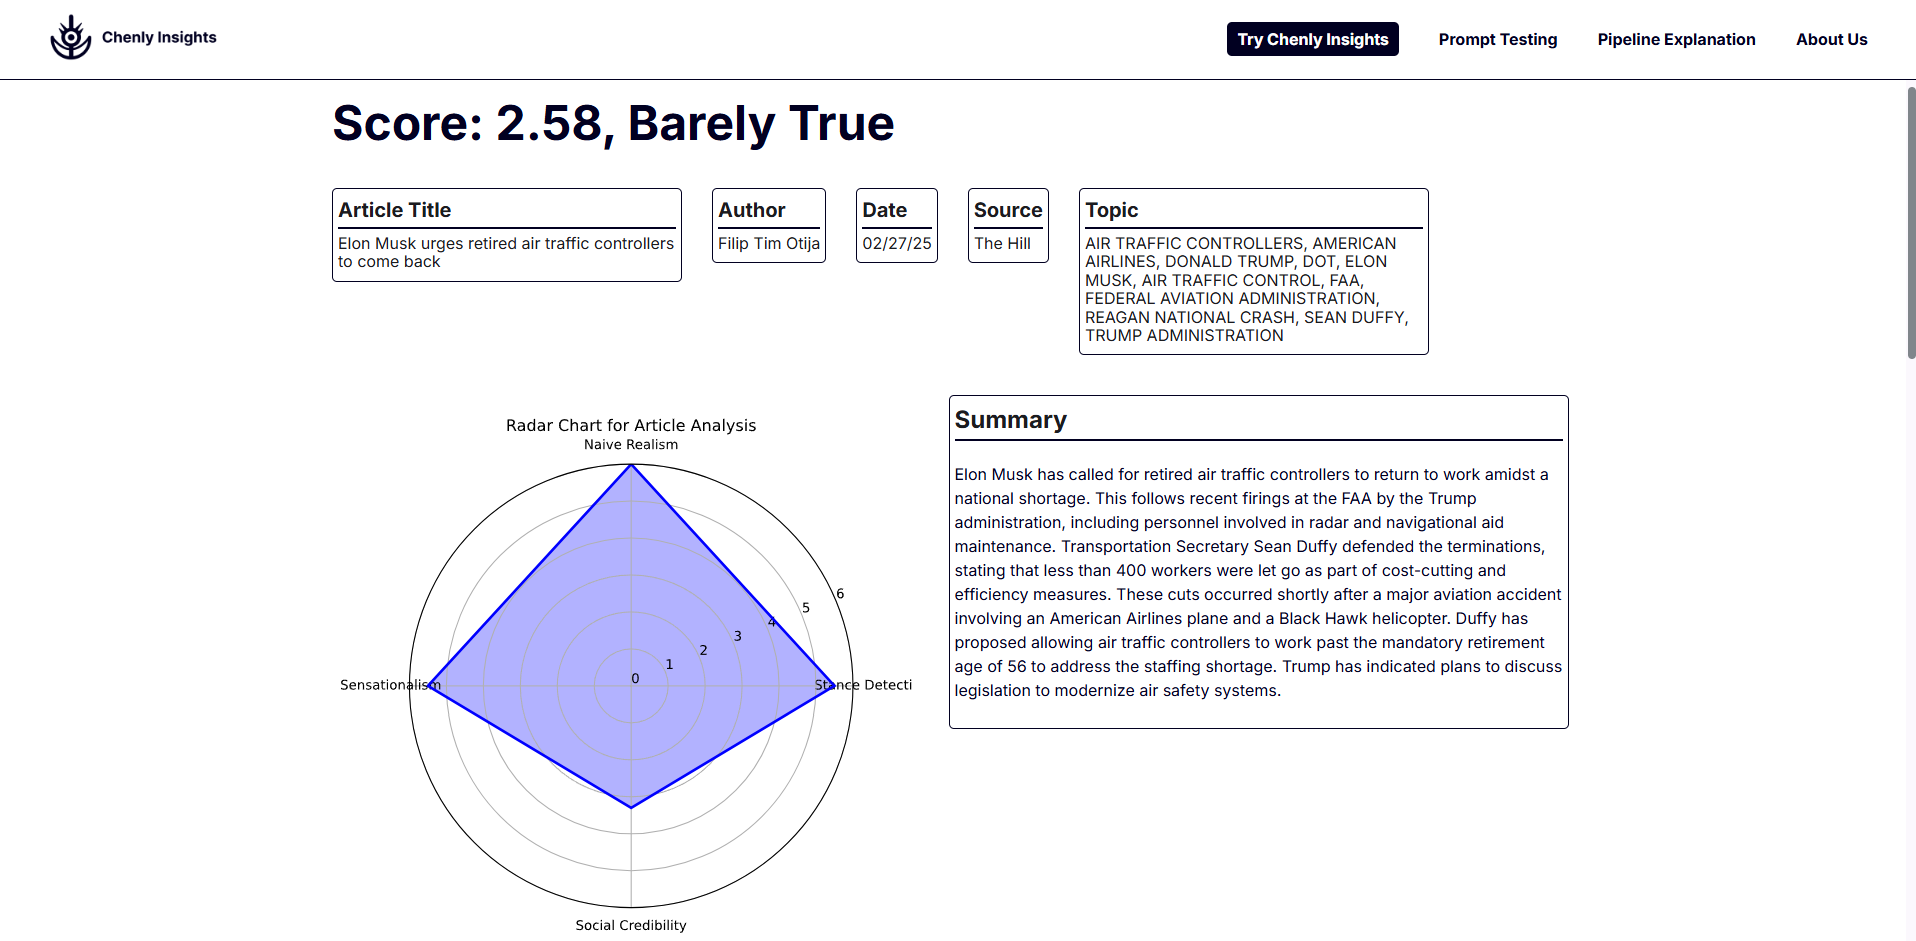 Chenly Insights
Try Chenly Insights
Prompt Testing
Pipeline Explanation
About Us
Score: 2.58, Barely True
Article Title
Elon Musk urges retired air traffic controllers
to come back
Author
Filip Tim Otija
Date
02/27/25
Source
The Hill
Topic
AIR TRAFFIC CONTROLLERS, AMERICAN
AIRLINES, DONALD TRUMP, DOT, ELON
MUSK, AIR TRAFFIC CONTROL, FAA,
FEDERAL AVIATION ADMINISTRATION,
REAGAN NATIONAL CRASH, SEAN DUFFY,
TRUMP ADMINISTRATION
Radar Chart for Article Analysis
Naive Realism
6
5
4
3
2
1
0
Sensationalism
Stance Detecti
Social Credibility
Summary
Elon Musk has called for retired air traffic controllers to return to work amidst a
national shortage. This follows recent firings at the FAA by the Trump
administration, including personnel involved in radar and navigational aid
maintenance. Transportation Secretary Sean Duffy defended the terminations,
stating that less than 400 workers were let go as part of cost-cutting and
efficiency measures. These cuts occurred shortly after a major aviation accident
involving an American Airlines plane and a Black Hawk helicopter. Duffy has
proposed allowing air traffic controllers to work past the mandatory retirement
age of 56 to address the staffing shortage. Trump has indicated plans to discuss
legislation to modernize air safety systems.